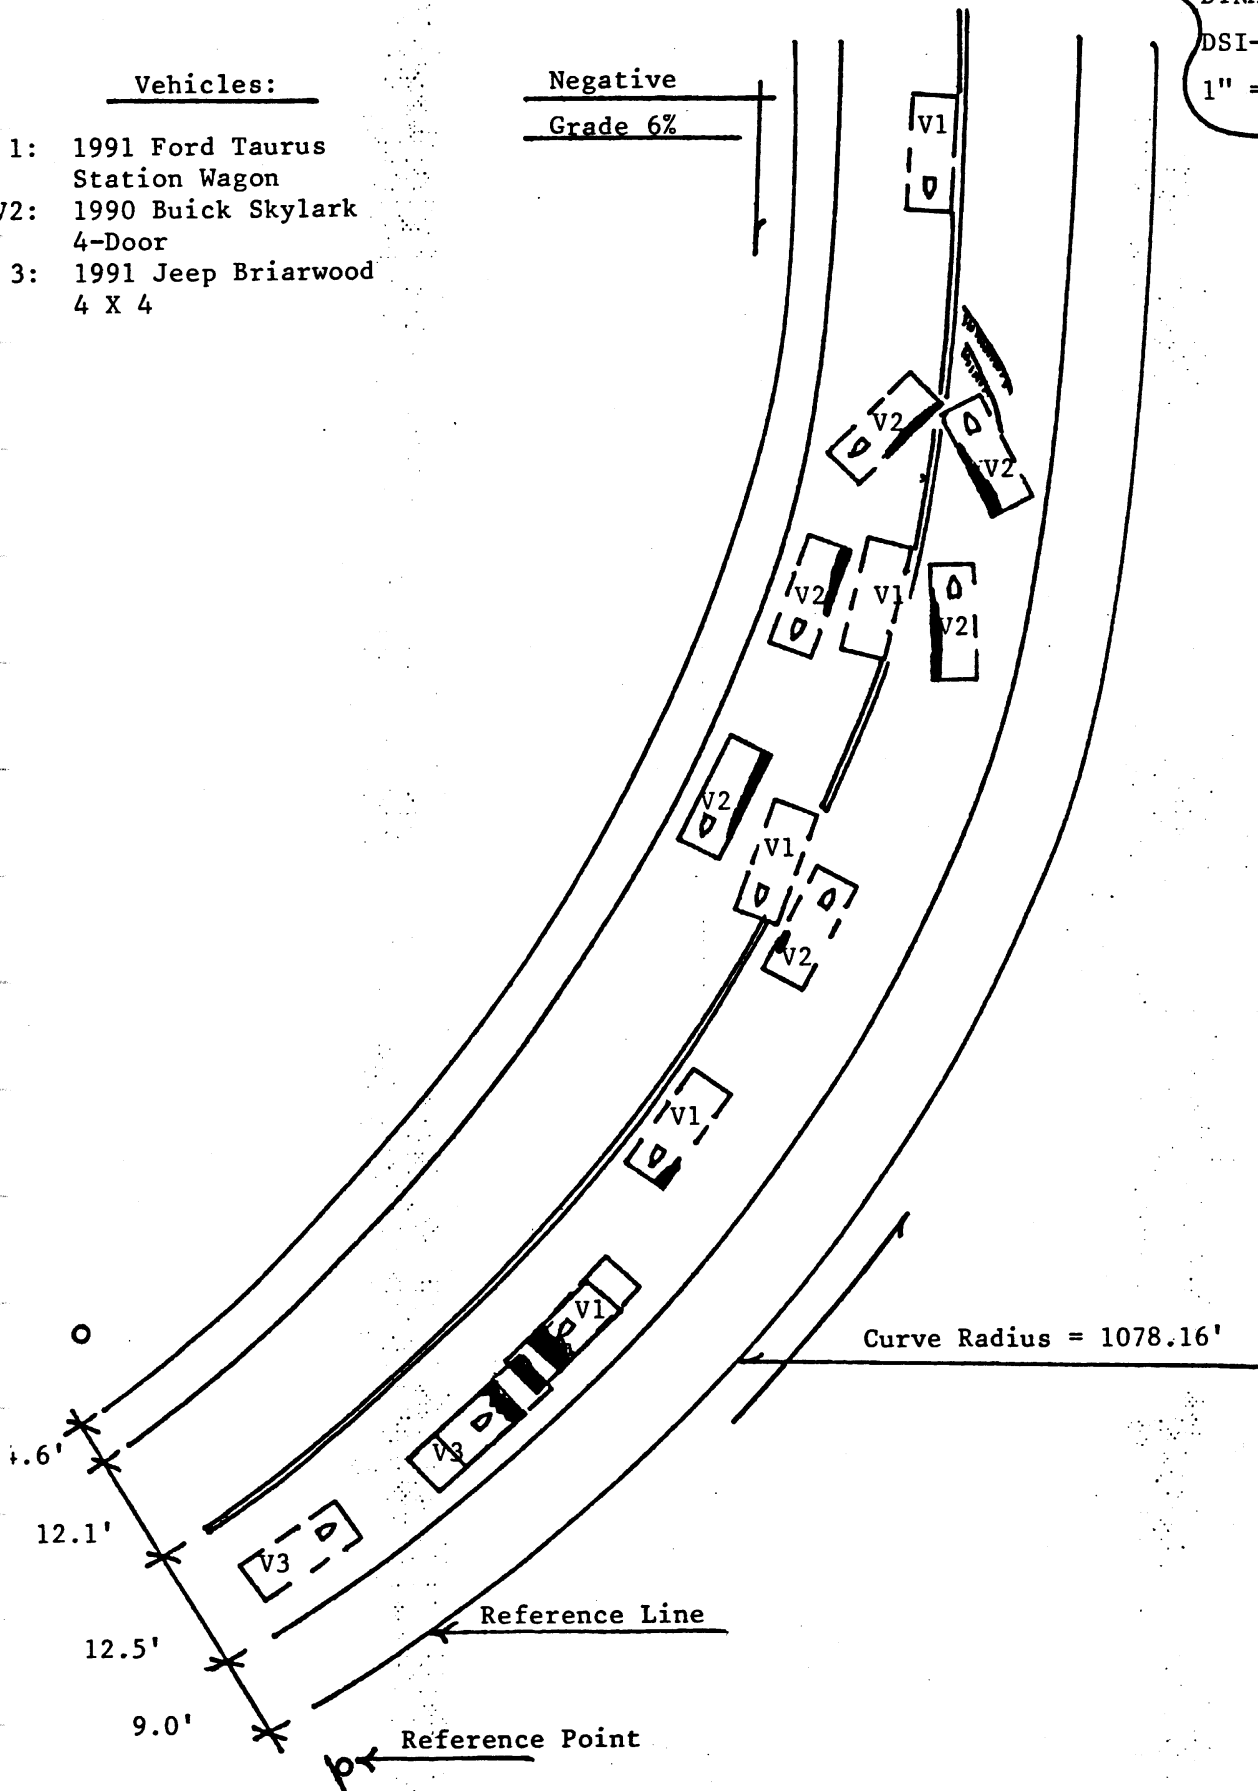 DSI-
1" =
Vehicles:
1: 1991 Ford Taurus
Station Wagon
V2: 1990 Buick Skylark
4-Door
3: 1991 Jeep Briarwood
4 X 4
Negative
Grade 6%
V1
V2
V2
V2
V1
V2
V2
V1
V2
V1
V1
Curve Radius = 1078.16'
V3
4.6'
12.1'
V3
Reference Line
12.5'
9.0'
Reference Point